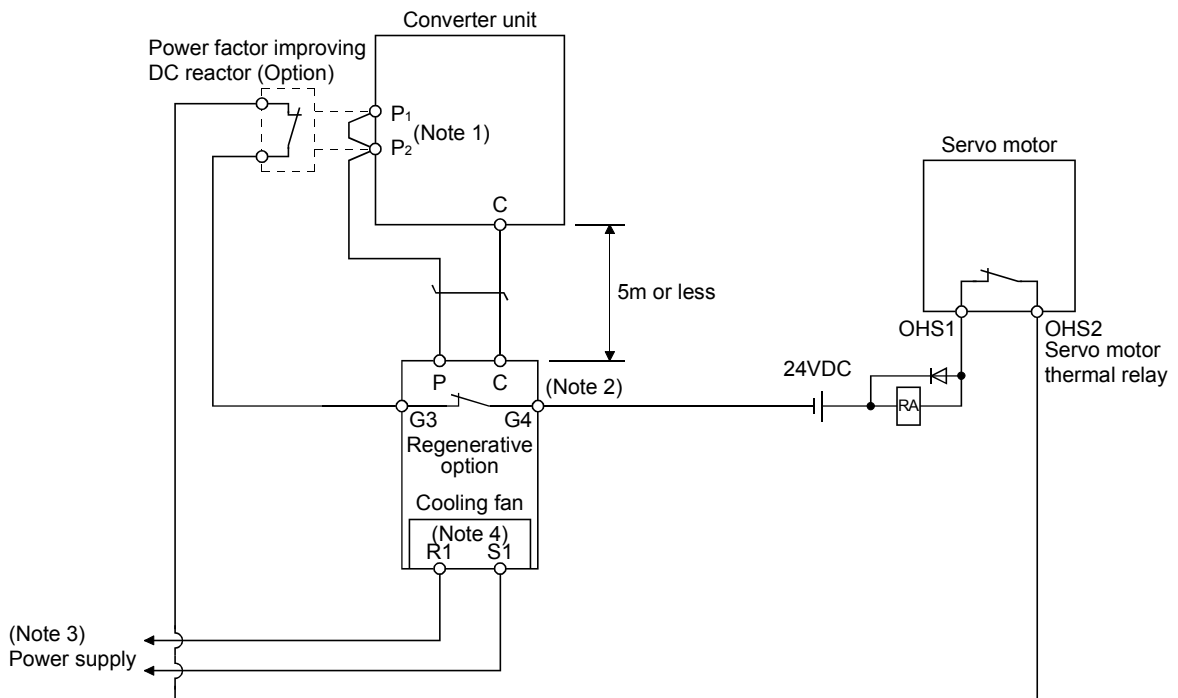 Converter unit
Power factor improving
DC reactor (Option)
P1
(Note 1)
P2
Servo motor
C
5m or less
OHS1
OHS2
Servo motor
thermal relay
24VDC
P
C
(Note 2)
RA
G3
G4
Regenerative
option
Cooling fan
(Note 4)
R1
S1
(Note 3)
Power supply